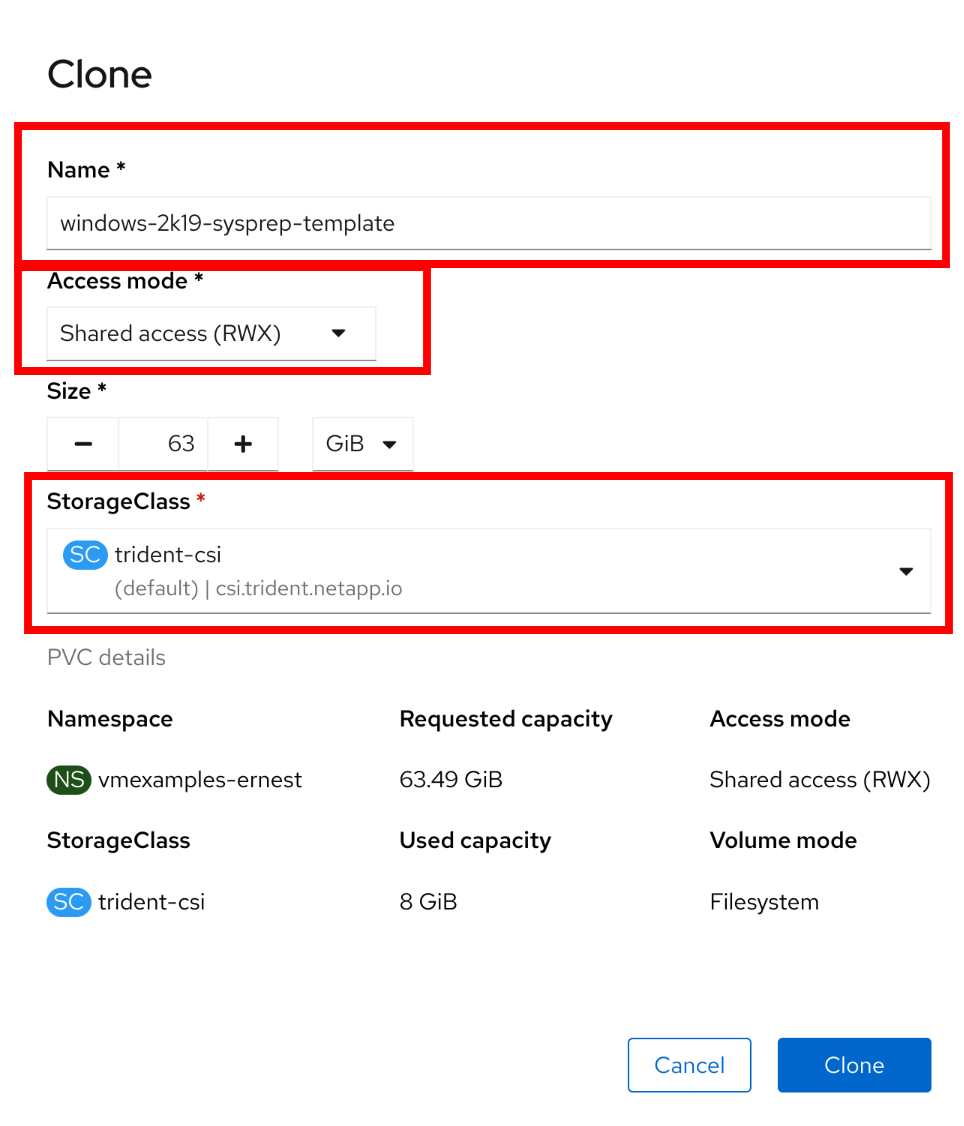 Clone
Name *
windows-2k19-sysprep-template
Access mode *
Shared access (RWX)
Size *
63 GiB
StorageClass *
SC trident-csi
(default) | csi.trident.netapp.io
PVC details
Namespace Requested capacity Access mode
NS vmexamples-ernest 63.49 GiB Shared access (RWX)
StorageClass Used capacity Volume mode
SC trident-csi 8 GiB Filesystem
Cancel Clone